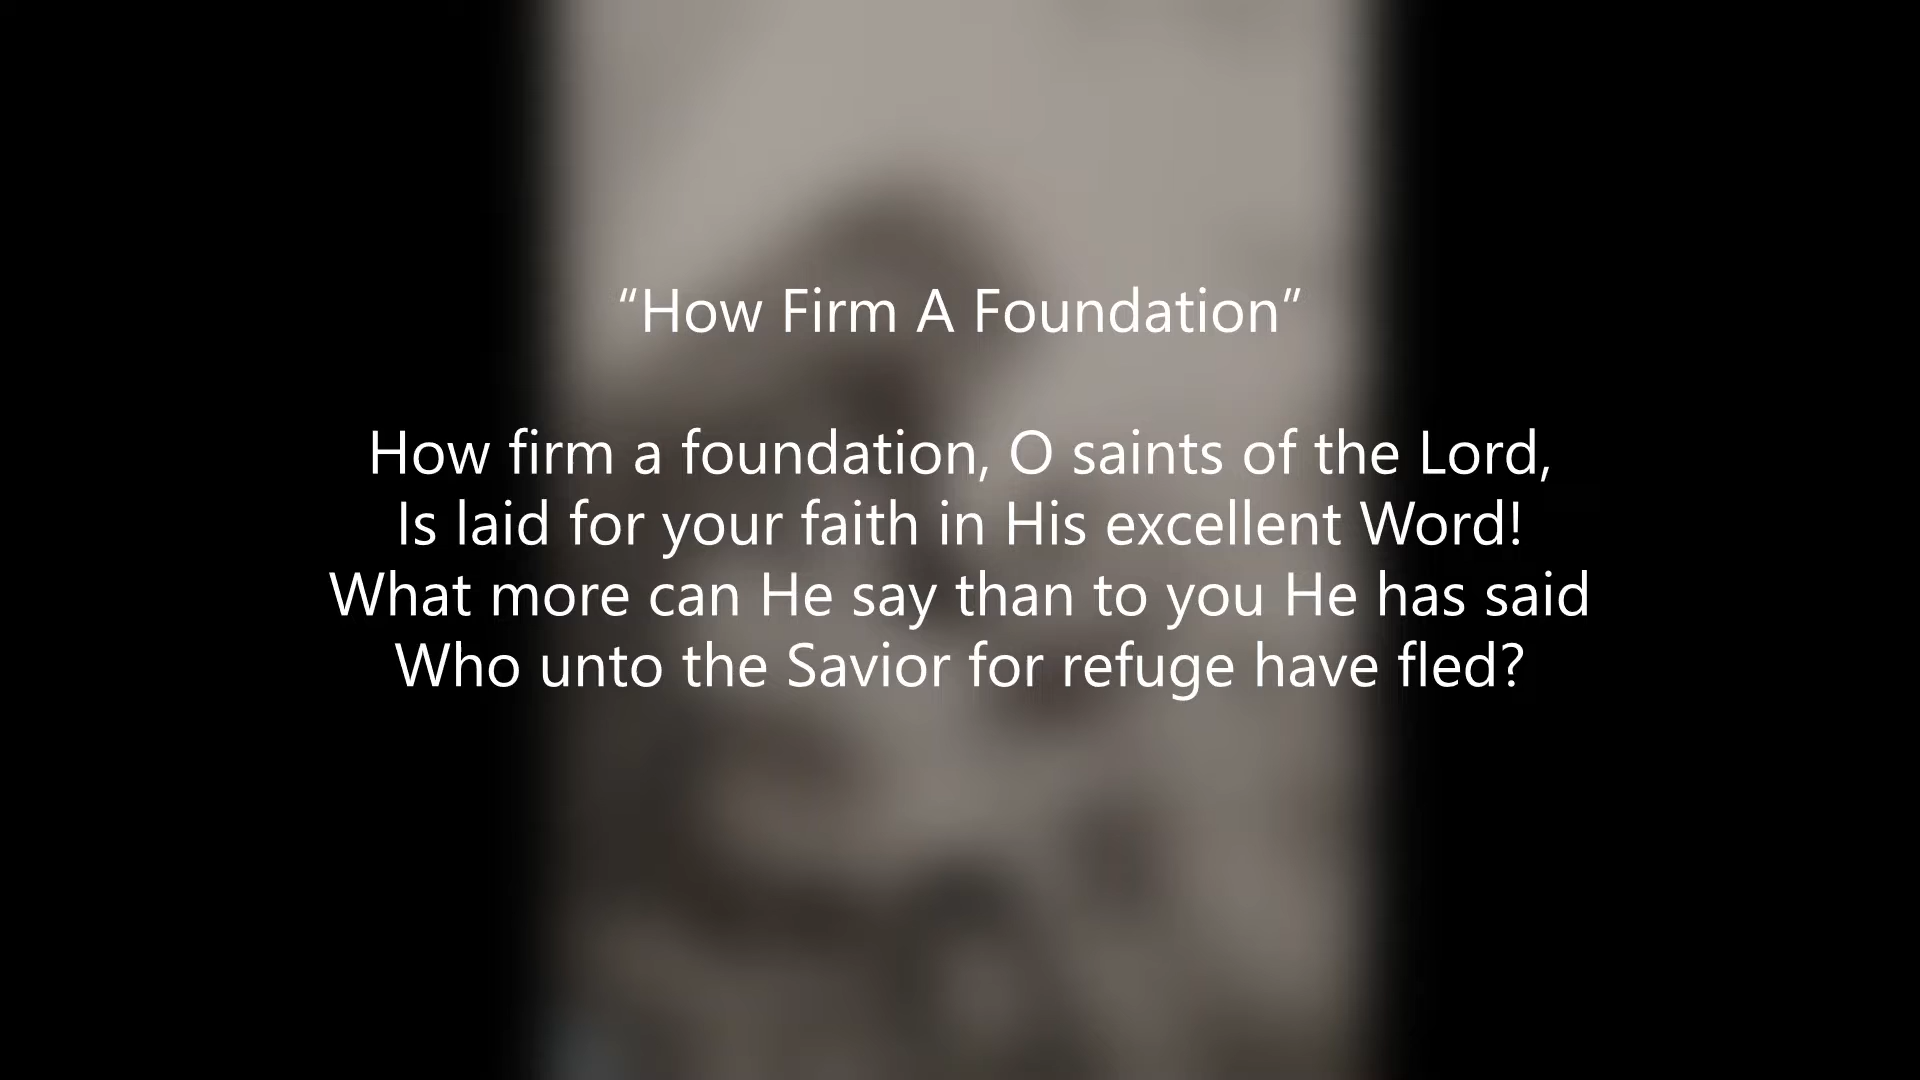 “How Firm A Foundation”
How firm a foundation, O saints of the Lord,
Is laid for your faith in His excellent Word!
What more can He say than to you He has said
Who unto the Savior for refuge have fled?